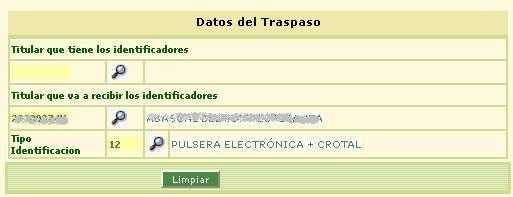 Datos del Traspaso
Titular que tiene los identificadores
Titular que va a recibir los identificadores
Tipo
Identificacion 12 PULSERA ELECTRÓNICA + CROTAL
Limpiar